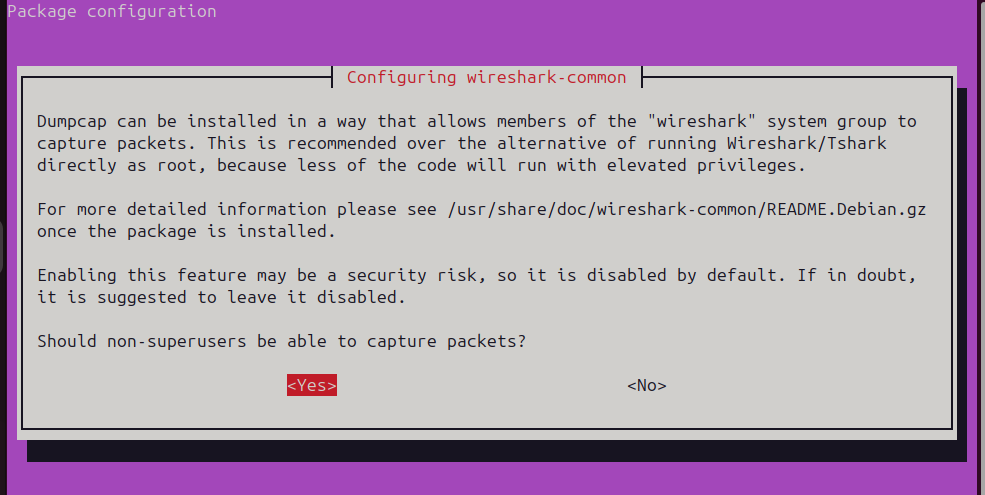 Package configuration
Configuring wireshark-common
Dumpcap can be installed in a way that allows members of the "wireshark" system group to
capture packets. This is recommended over the alternative of running Wireshark/Tshark
directly as root, because less of the code will run with elevated privileges.
For more detailed information please see /usr/share/doc/wireshark-common/README.Debian.gz
once the package is installed.
Enabling this feature may be a security risk, so it is disabled by default. If in doubt,
it is suggested to leave it disabled.
Should non-superusers be able to capture packets?
<Yes> <No>